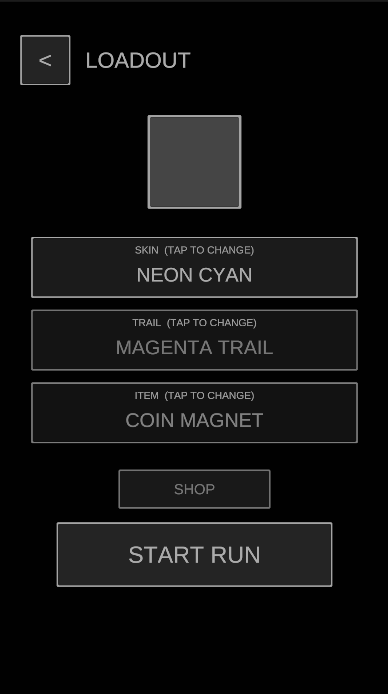 < LOADOUT
SKIN (TAP TO CHANGE)
NEON CYAN
TRAIL (TAP TO CHANGE)
MAGENTA TRAIL
ITEM (TAP TO CHANGE)
COIN MAGNET
SHOP
START RUN